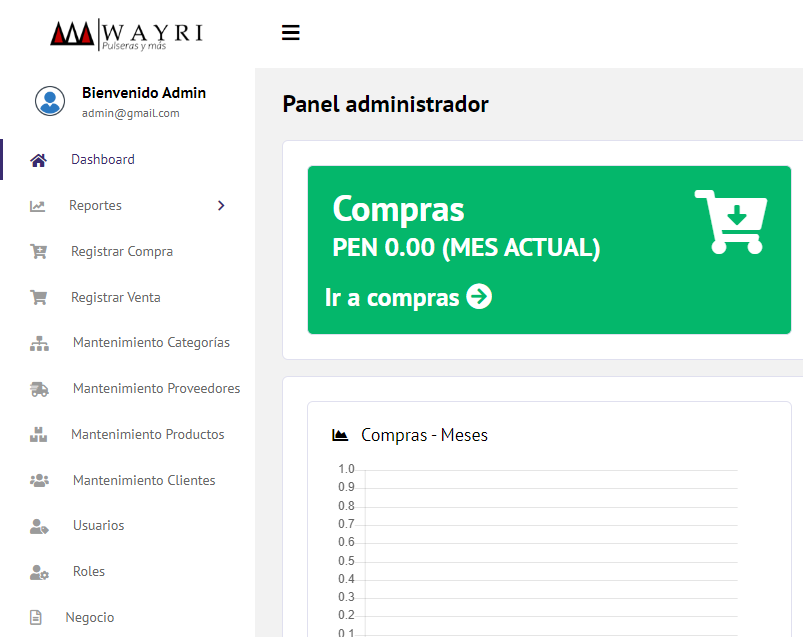 WAYRI
Pulseras y más
Bienvenido Admin
admin@gmail.com
Dashboard
Reportes
Registrar Compra
Registrar Venta
Mantenimiento Categorías
Mantenimiento Proveedores
Mantenimiento Productos
Mantenimiento Clientes
Usuarios
Roles
Negocio
Panel administrador
Compras
PEN 0.00 (MES ACTUAL)
Ir a compras
Compras - Meses
1.0
0.9
0.8
0.7
0.6
0.5
0.4
0.3
0.2
0.1